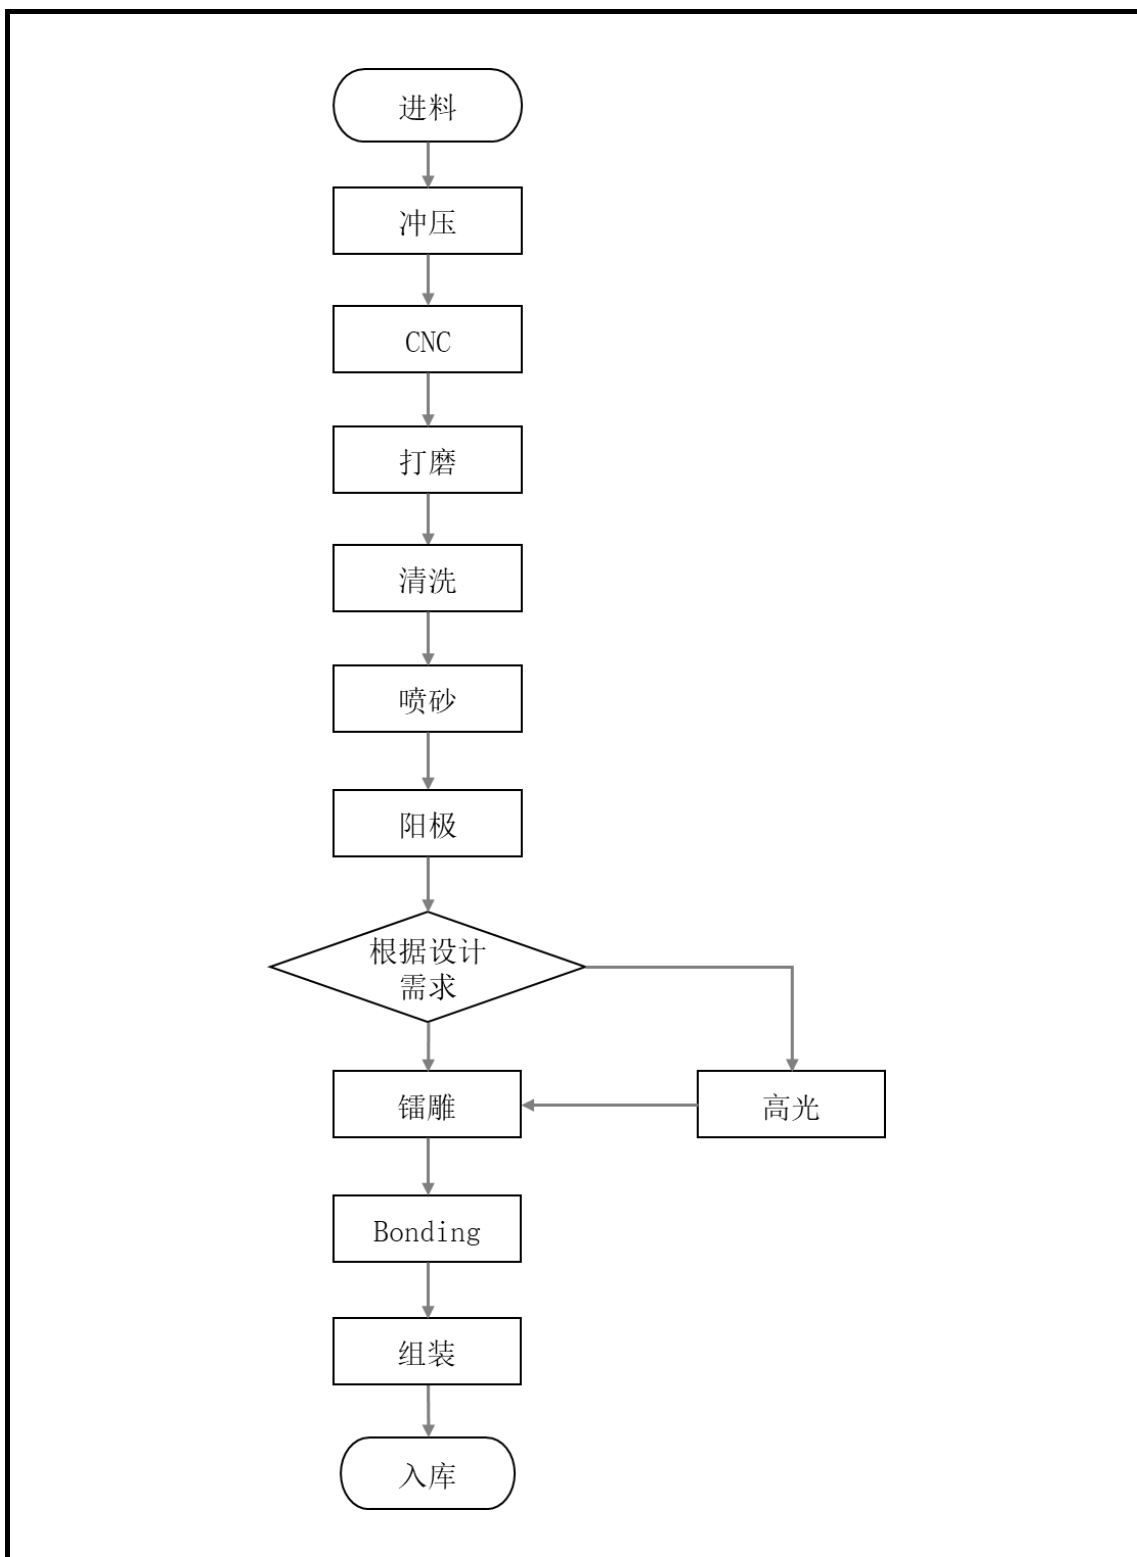 进料
冲压
CNC
打磨
清洗
喷砂
阳极
根据设计
需求
镭雕
高光
Bonding
组装
入库